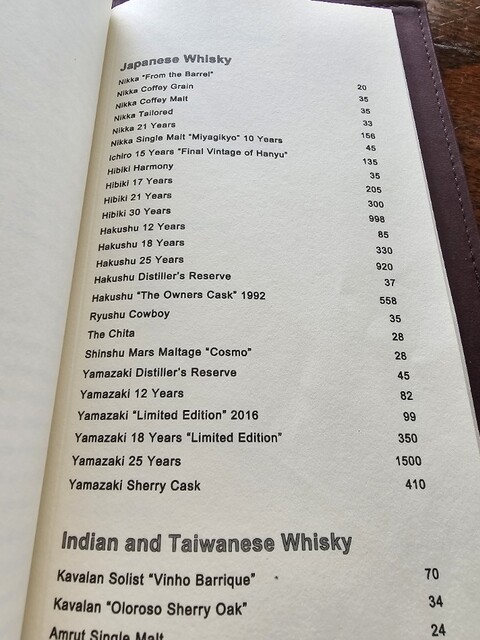 Japanese Whisky
Nikka "From the Barrel" 20
Nikka Coffey Grain 35
Nikka Coffey Malt 35
Nikka Tailored 33
Nikka 21 Years 156
Nikka Single Malt "Miyagikyo" 10 Years 45
Ichiro 15 Years "Final Vintage of Hanyu" 135
Hibiki Harmony 35
Hibiki 17 Years 205
Hibiki 21 Years 300
Hibiki 30 Years 998
Hakushu 12 Years 85
Hakushu 18 Years 330
Hakushu 25 Years 920
Hakushu Distiller's Reserve 37
Hakushu "The Owners Cask" 1992 558
Ryushu Cowboy 35
The Chita 28
Shinshu Mars Maltage "Cosmo" 28
Yamazaki Distiller's Reserve 45
Yamazaki 12 Years 82
Yamazaki "Limited Edition" 2016 99
Yamazaki 18 Years "Limited Edition" 350
Yamazaki 25 Years 1500
Yamazaki Sherry Cask 410
Indian and Taiwanese Whisky
Kavalan Solist "Vinho Barrique" 70
Kavalan "Oloroso Sherry Oak" 34
Amrut Single Malt 24